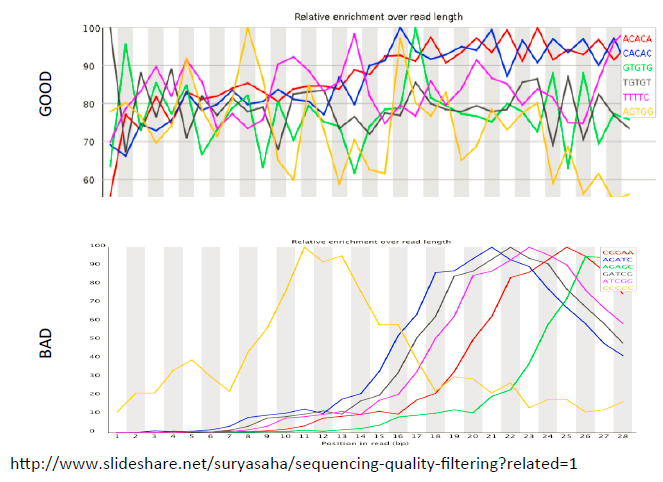 Relative enrichment over read length
GOOD
100
90
80
70
60
ACACA
CACAC
GTGTG
TGTGT
TTTTC
ACTGG
Relative enrichment over read length
BAD
100
90
80
70
60
50
40
30
20
10
0
CGGAA
AGATC
AGAGC
GATCG
ATCGG
CCCCC
1 2 3 4 5 6 7 8 9 10 11 12 13 14 15 16 17 18 19 20 21 22 23 24 25 26 27 28
Position in read (bp)
http://www.slideshare.net/suryasaha/sequencing-quality-filtering?related=1